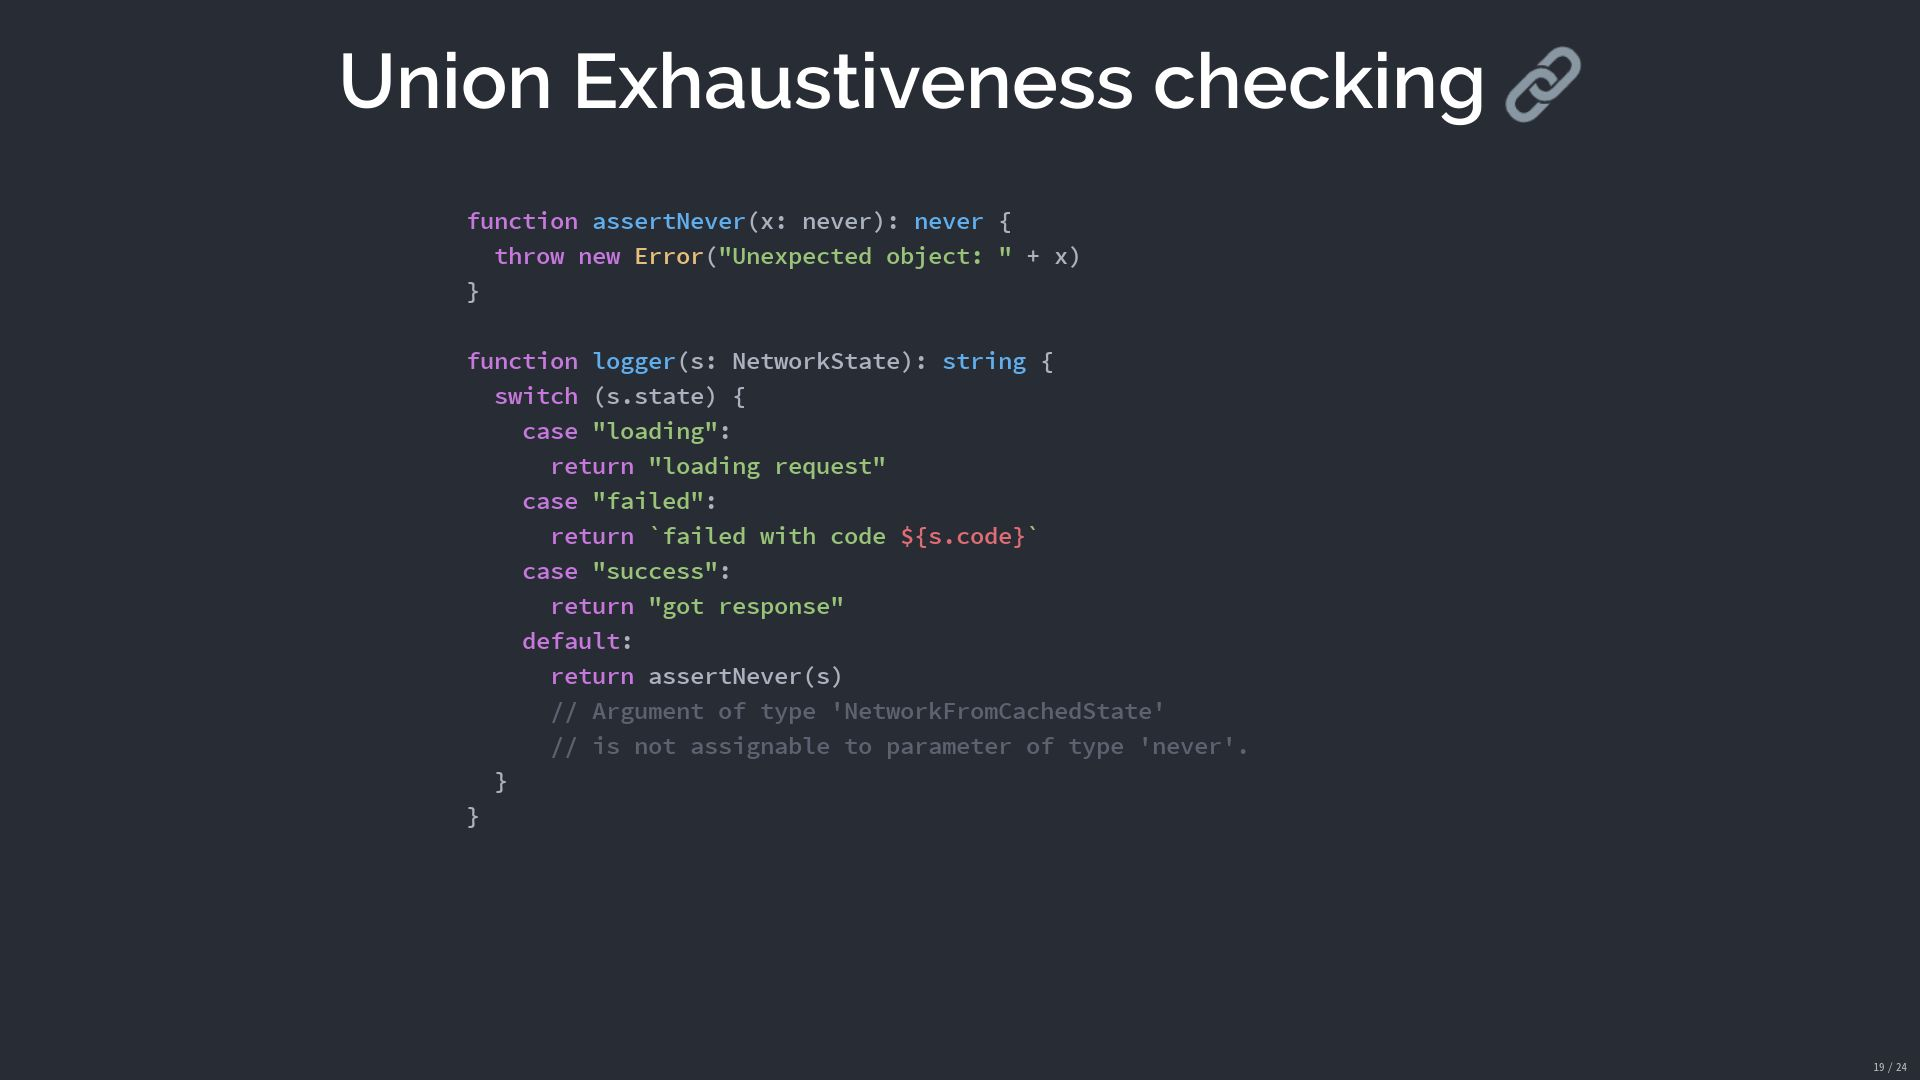 Union Exhaustiveness checking 🔗
function assertNever(x: never): never {
  throw new Error("Unexpected object: " + x)
}
function logger(s: NetworkState): string {
  switch (s.state) {
    case "loading":
      return "loading request"
    case "failed":
      return `failed with code ${s.code}`
    case "success":
      return "got response"
    default:
      return assertNever(s)
      // Argument of type 'NetworkFromCachedState'
      // is not assignable to parameter of type 'never'.
  }
}
19 / 24